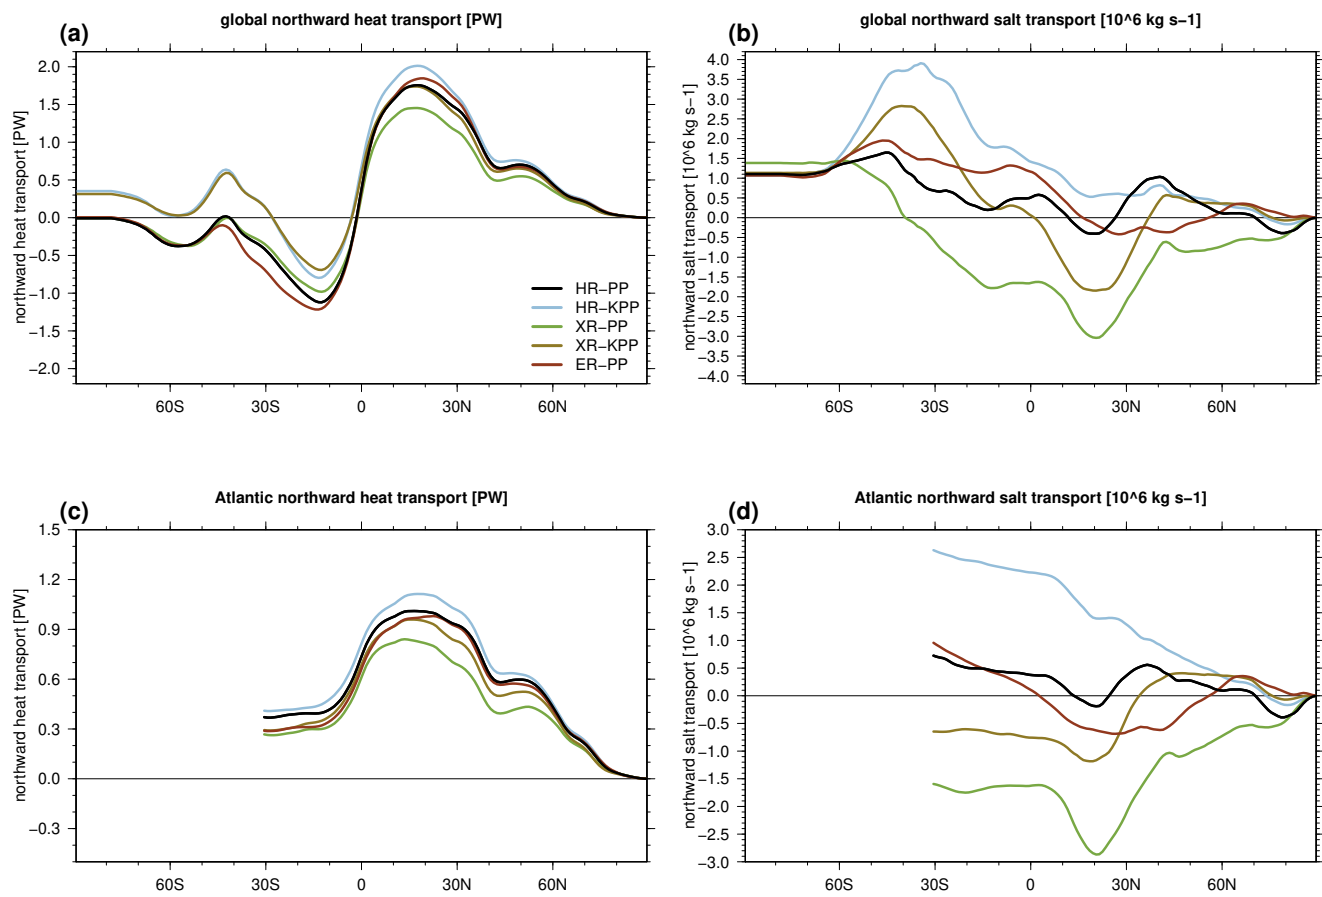 global northward heat transport [PW]
(a)
northward heat transport [PW]
2.0
1.5
1.0
0.5
0.0
−0.5
−1.0
−1.5
−2.0
60S 30S 0 30N 60N
HR−PP
HR−KPP
XR−PP
XR−KPP
ER−PP
global northward salt transport [10^6 kg s−1]
(b)
northward salt transport [10^6 kg s−1]
4.0
3.5
3.0
2.5
2.0
1.5
1.0
0.5
0.0
−0.5
−1.0
−1.5
−2.0
−2.5
−3.0
−3.5
−4.0
60S 30S 0 30N 60N
Atlantic northward heat transport [PW]
(c)
northward heat transport [PW]
1.5
1.2
0.9
0.6
0.3
0.0
−0.3
60S 30S 0 30N 60N
Atlantic northward salt transport [10^6 kg s−1]
(d)
northward salt transport [10^6 kg s−1]
3.0
2.5
2.0
1.5
1.0
0.5
0.0
−0.5
−1.0
−1.5
−2.0
−2.5
−3.0
60S 30S 0 30N 60N